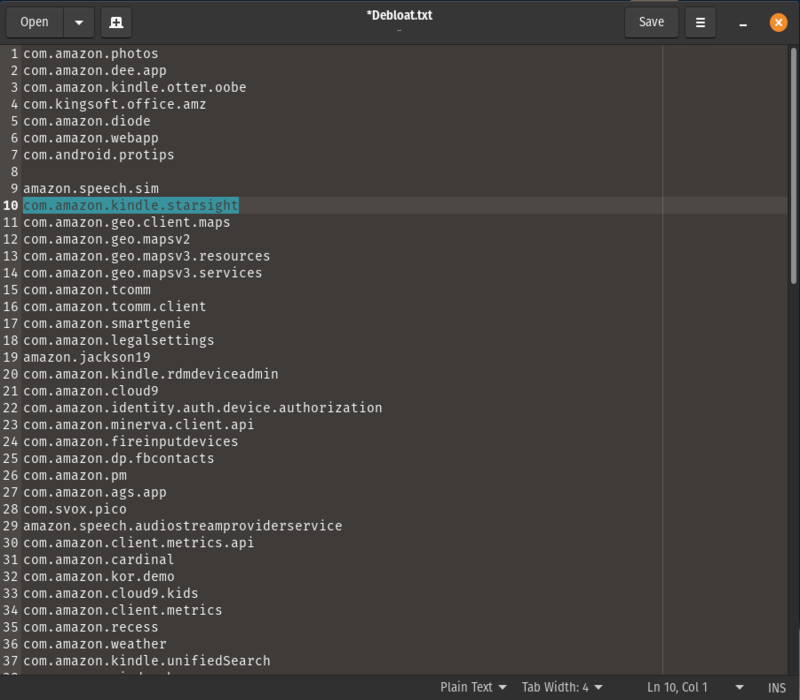 Open
*Debloat.txt
Save
1 com.amazon.photos
2 com.amazon.dee.app
3 com.amazon.kindle.otter.oobe
4 com.kingsoft.office.amz
5 com.amazon.diode
6 com.amazon.webapp
7 com.android.protips
8
9 amazon.speech.sim
10 com.amazon.kindle.starsight
11 com.amazon.geo.client.maps
12 com.amazon.geo.mapsv2
13 com.amazon.geo.mapsv3.resources
14 com.amazon.geo.mapsv3.services
15 com.amazon.tcomm
16 com.amazon.tcomm.client
17 com.amazon.smartgenie
18 com.amazon.legalsettings
19 amazon.jackson19
20 com.amazon.kindle.rdmdeviceadmin
21 com.amazon.cloud9
22 com.amazon.identity.auth.device.authorization
23 com.amazon.minerva.client.api
24 com.amazon.fireinputdevices
25 com.amazon.dp.fbcontacts
26 com.amazon.pm
27 com.amazon.ags.app
28 com.svox.pico
29 amazon.speech.audiostreamproviderservice
30 com.amazon.client.metrics.api
31 com.amazon.cardinal
32 com.amazon.kor.demo
33 com.amazon.cloud9.kids
34 com.amazon.client.metrics
35 com.amazon.recess
36 com.amazon.weather
37 com.amazon.kindle.unifiedSearch
Plain Text
Tab Width: 4
Ln 10, Col 1
INS